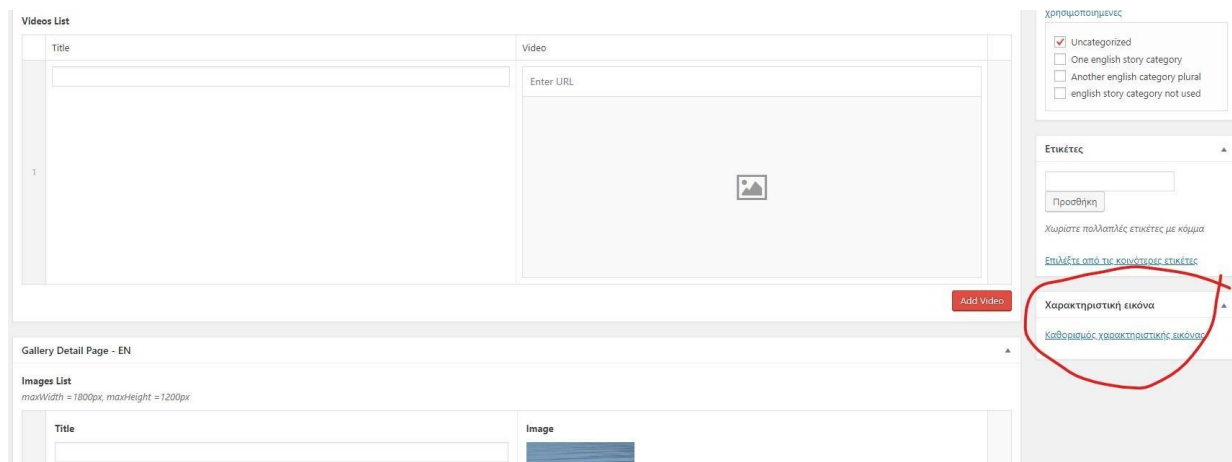 Videos List
Title
Video
Enter URL
1
Add Video
Gallery Detail Page - EN
Images List
maxWidth =1800px, maxHeight =1200px
Title
Image
χρησιμοποιημένες
Uncategorized
One english story category
Another english category plural
english story category not used
Ετικέτες
Προσθήκη
Χωρίστε πολλαπλές ετικέτες με κόμμα
Επιλέξτε από τις κοινότερες ετικέτες
Χαρακτηριστική εικόνα
Καθορισμός χαρακτηριστικής εικόνας